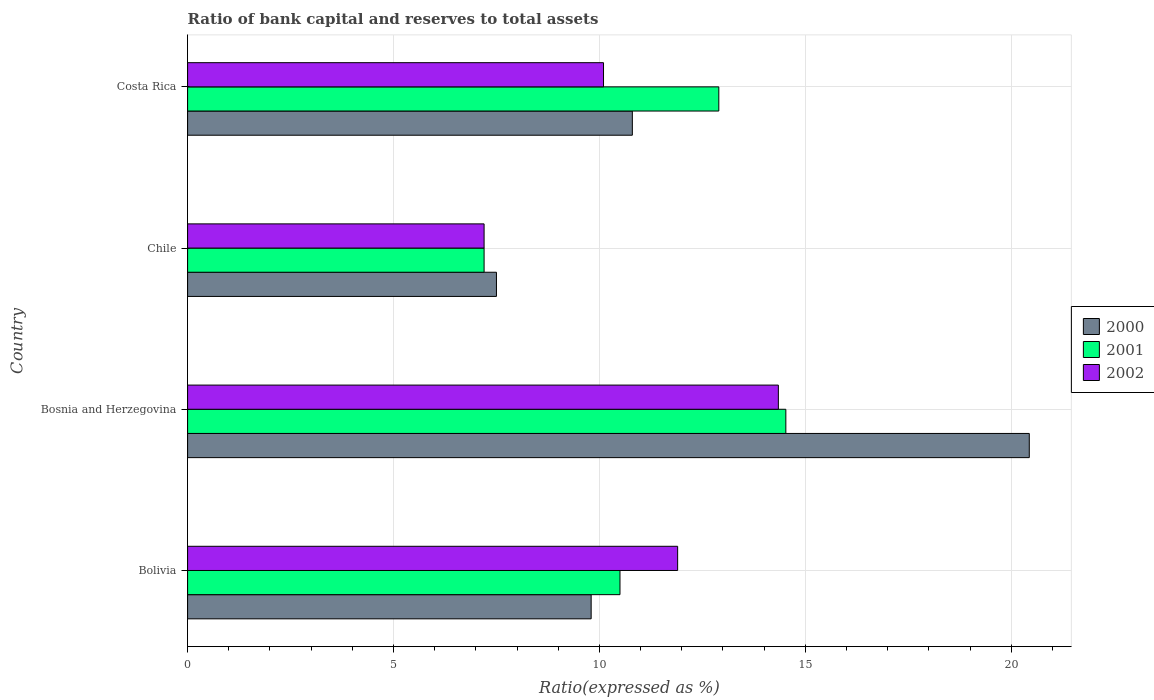 Ratio of bank capital and reserves to total assets
Costa Rica
Chile
Bosnia and Herzegovina
Bolivia
Country
2000
2001
2002
0
5
10
15
20
Ratio(expressed as %)